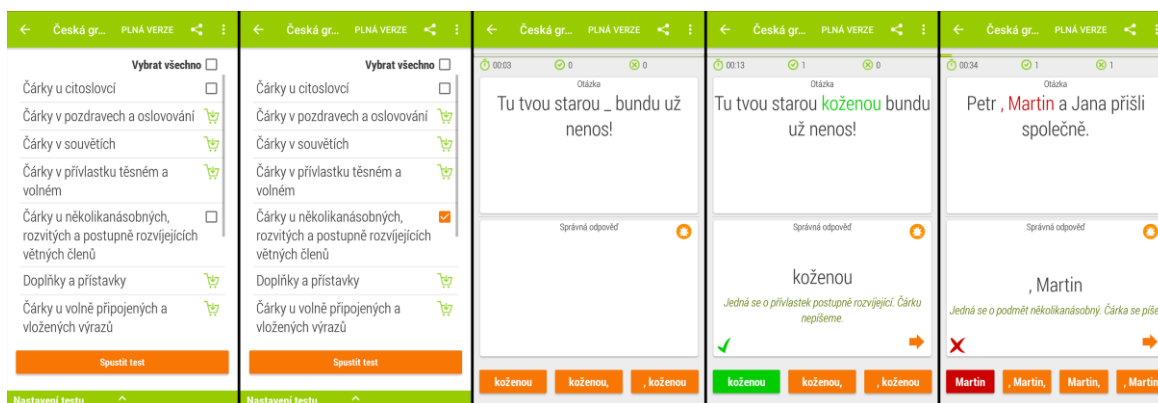 Česká gr... PLNÁ VERZE
Vybrat všechno
Čárky u citoslovcí
Čárky v pozdravech a oslovování
Čárky v souvětích
Čárky v přívlastku těsném a
volném
Čárky u několikanásobných,
rozvitých a postupně rozvíjejících
větných členů
Doplňky a přístavky
Čárky u volně připojených a
vložených výrazů
Spustit test
Nastavení testu
Česká gr... PLNÁ VERZE
Vybrat všechno
Čárky u citoslovcí
Čárky v pozdravech a oslovování
Čárky v souvětích
Čárky v přívlastku těsném a
volném
Čárky u několikanásobných,
rozvitých a postupně rozvíjejících
větných členů
Doplňky a přístavky
Čárky u volně připojených a
vložených výrazů
Spustit test
Nastavení testu
Česká gr... PLNÁ VERZE
00:03 0 0
Otázka
Tu tvou starou _ bundu už
nenos!
Správná odpověď
koženou koženou, , koženou
Česká gr... PLNÁ VERZE
00:13 1 0
Otázka
Tu tvou starou koženou bundu
už nenos!
Správná odpověď
koženou
Jedná se o přívlastek postupně rozvíjející. Čárku
nepíšeme.
koženou koženou, , koženou
Česká gr... PLNÁ VERZE
00:34 1 1
Otázka
Petr , Martin a Jana přišli
společně.
Správná odpověď
, Martin
Jedná se o podmět několikanásobný. Čárka se píše
Martin , Martin, Martin, , Martin